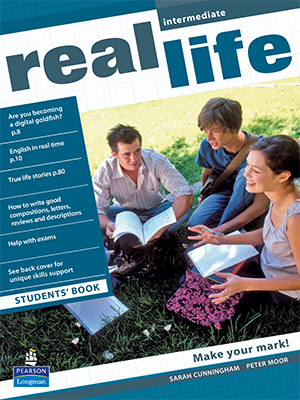 intermediate
real
life
Are you becoming
a digital goldfish?
p.8
English in real time
p.10
True life stories p.80
How to write good
compositions, letters,
reviews and descriptions
Help with exams
See back cover for
unique skills support
STUDENTS' BOOK
Make your mark!
SARAH CUNNINGHAM PETER MOOR
PEARSON
Longman